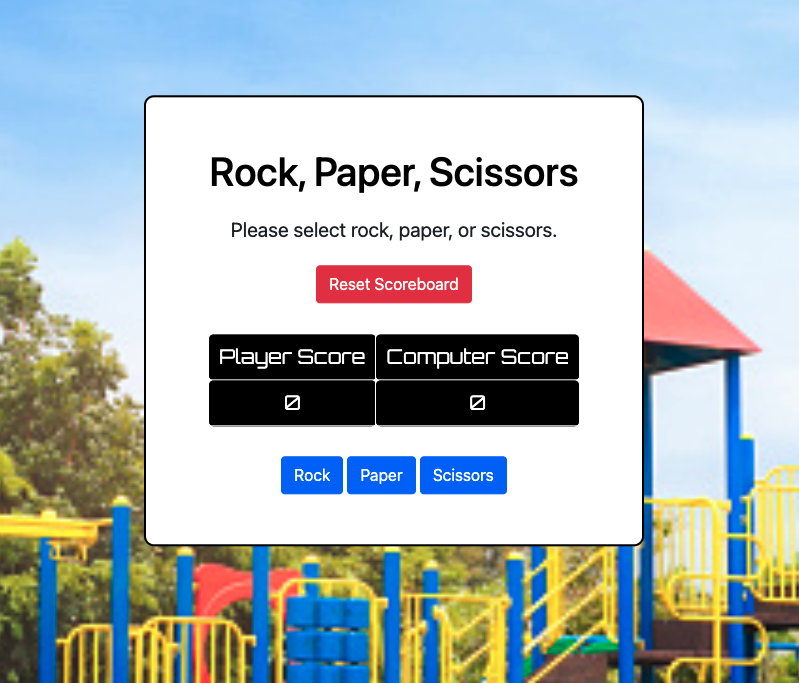 Rock, Paper, Scissors
Please select rock, paper, or scissors.
Reset Scoreboard
Player Score Computer Score
0 0
Rock Paper Scissors